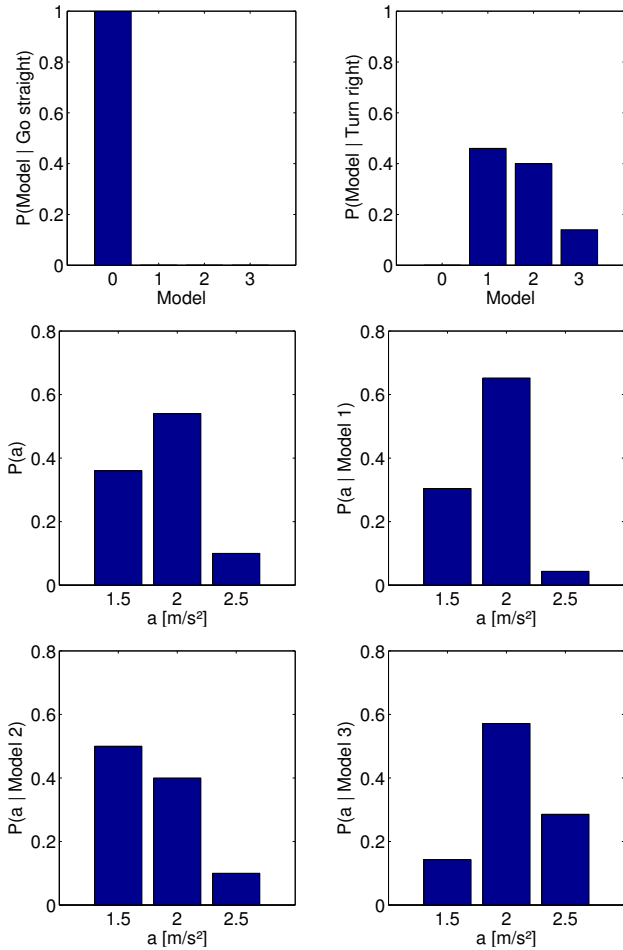 P(Model | Go straight)
1
0.8
0.6
0.4
0.2
0
0 1 2 3
Model
P(Model | Turn right)
1
0.8
0.6
0.4
0.2
0
0 1 2 3
Model
P(a)
0.8
0.6
0.4
0.2
0
1.5 2 2.5
a [m/s²]
P(a | Model 1)
0.8
0.6
0.4
0.2
0
1.5 2 2.5
a [m/s²]
P(a | Model 2)
0.8
0.6
0.4
0.2
0
1.5 2 2.5
a [m/s²]
P(a | Model 3)
0.8
0.6
0.4
0.2
0
1.5 2 2.5
a [m/s²]